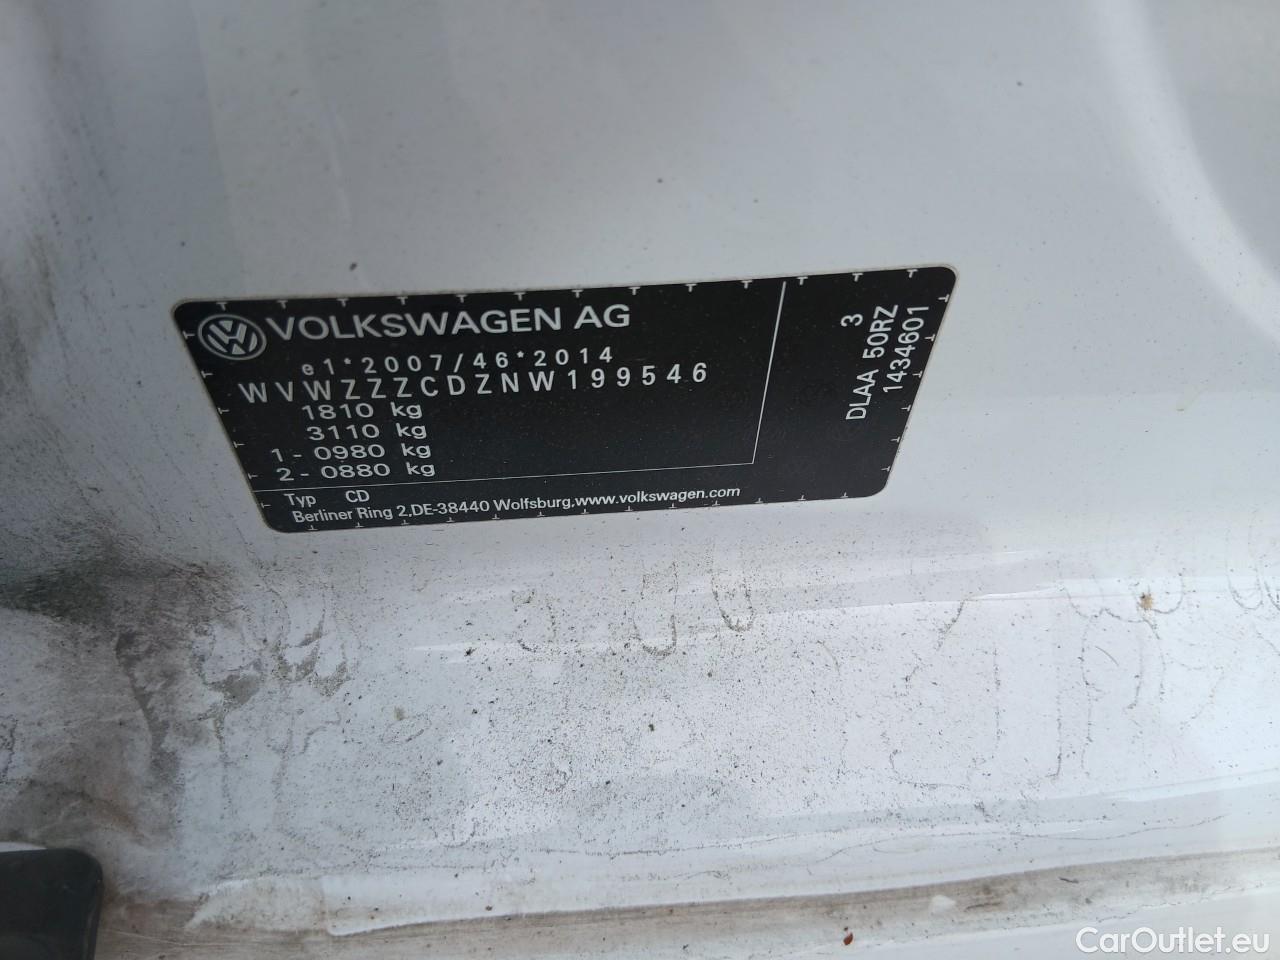 VOLKSWAGEN AG
e1*2007/46*2014
WVWZZZCDZNW199546
1810 kg
3110 kg
1 - 0980 kg
2 - 0880 kg
Typ CD
Berliner Ring 2,DE-38440 Wolfsburg,www.volkswagen.com
3
DLAA 50RZ
1434601
CarOutlet.eu